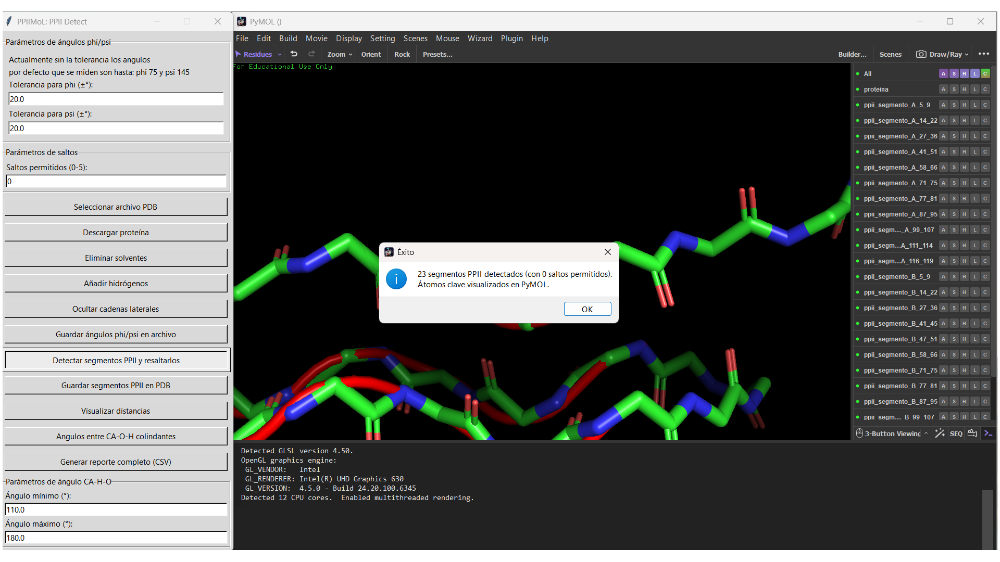 PPIIMoL: PPII Detect
Parámetros de ángulos phi/psi
Actualmente sin la tolerancia los angulos
por defecto que se miden son hasta: phi 75 y psi 145
Tolerancia para phi (±°):
20.0
Tolerancia para psi (±°):
20.0
Parámetros de saltos
Saltos permitidos (0-5):
0
Seleccionar archivo PDB
Descargar proteína
Eliminar solventes
Añadir hidrógenos
Ocultar cadenas laterales
Guardar ángulos phi/psi en archivo
Detectar segmentos PPII y resaltarlos
Guardar segmentos PPII en PDB
Visualizar distancias
Angulos entre CA-O-H colindantes
Generar reporte completo (CSV)
Parámetros de ángulo CA-H-O
Ángulo mínimo (°):
110.0
Ángulo máximo (°):
180.0
PyMOL ()
File Edit Build Movie Display Setting Scenes Mouse Wizard Plugin Help
Residues Zoom Orient Rock Presets... Builder... Scenes Draw/Ray
For Educational Use Only
Éxito
23 segmentos PPII detectados (con 0 saltos permitidos).
Átomos clave visualizados en PyMOL.
OK
All A S H L C
proteina A S H L C
ppii_segmento_A_5_9 A S H L C
ppii_segmento_A_14_22 A S H L C
ppii_segmento_A_27_36 A S H L C
ppii_segmento_A_41_51 A S H L C
ppii_segmento_A_58_66 A S H L C
ppii_segmento_A_71_75 A S H L C
ppii_segmento_A_77_81 A S H L C
ppii_segmento_A_87_95 A S H L C
ppii_segm..._A_99_107 A S H L C
ppii_segm...A_111_114 A S H L C
ppii_segm...A_116_119 A S H L C
ppii_segmento_B_5_9 A S H L C
ppii_segmento_B_14_22 A S H L C
ppii_segmento_B_27_36 A S H L C
ppii_segmento_B_41_45 A S H L C
ppii_segmento_B_47_51 A S H L C
ppii_segmento_B_58_66 A S H L C
ppii_segmento_B_71_75 A S H L C
ppii_segmento_B_77_81 A S H L C
ppii_segmento_B_87_95 A S H L C
ppii_segm..._B_99_107 A S H L C
3-Button Viewing SEQ
Detected GLSL version 4.50.
OpenGL graphics engine:
GL_VENDOR: Intel
GL_RENDERER: Intel(R) UHD Graphics 630
GL_VERSION: 4.5.0 - Build 24.20.100.6345
Detected 12 CPU cores. Enabled multithreaded rendering.